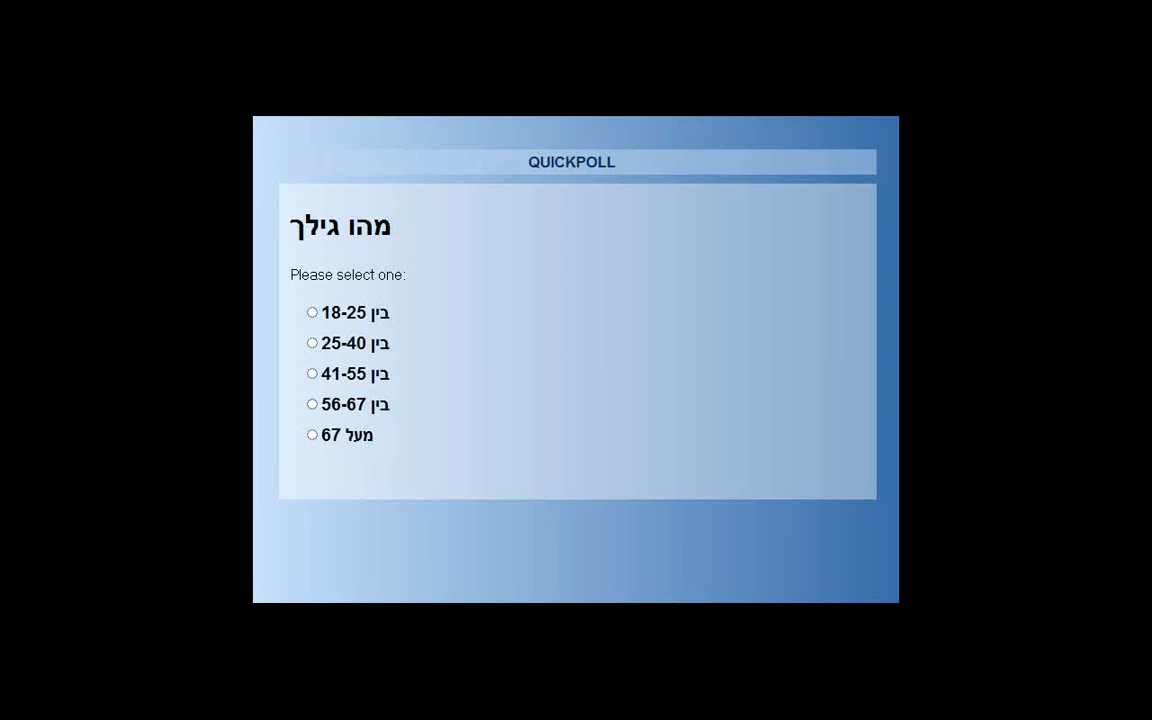 QUICKPOLL
מהו גילך
Please select one:
בין 18-25
בין 25-40
בין 41-55
בין 56-67
מעל 67